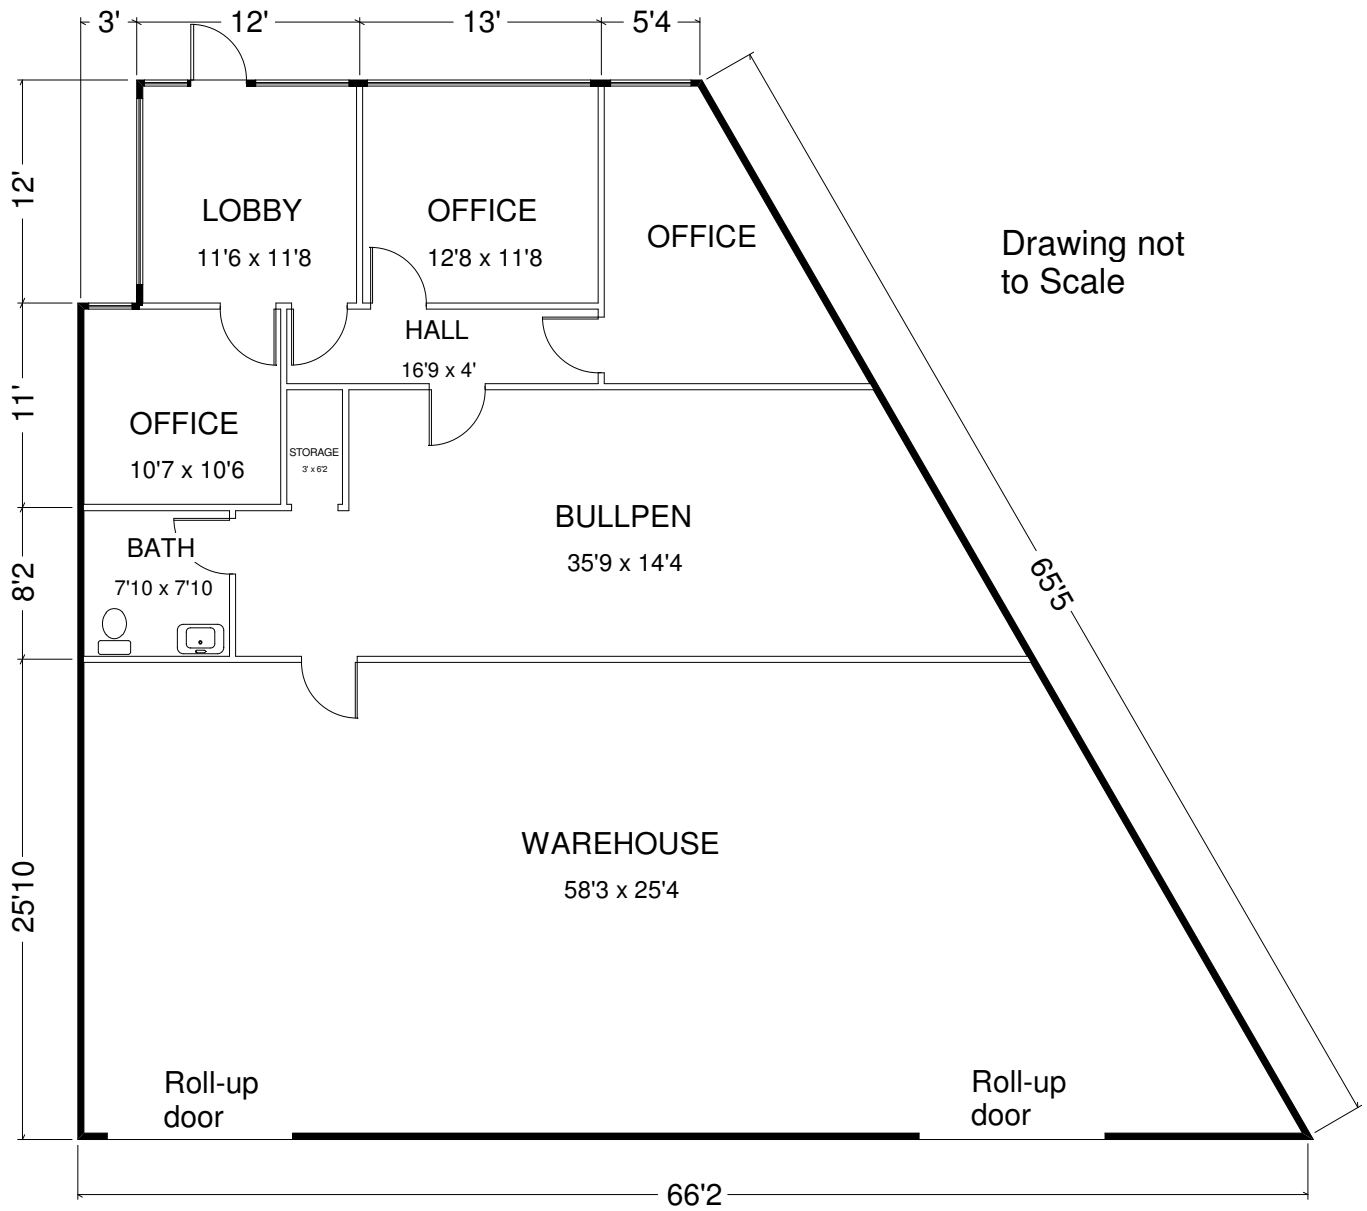 3'
12'
13'
5'4
12'
LOBBY
11'6 x 11'8
OFFICE
12'8 x 11'8
OFFICE
Drawing not
to Scale
HALL
16'9 x 4'
11'
OFFICE
10'7 x 10'6
STORAGE
3' x 6'2
BULLPEN
35'9 x 14'4
8'2
BATH
7'10 x 7'10
65'5
25'10
WAREHOUSE
58'3 x 25'4
Roll-up
door
Roll-up
door
66'2